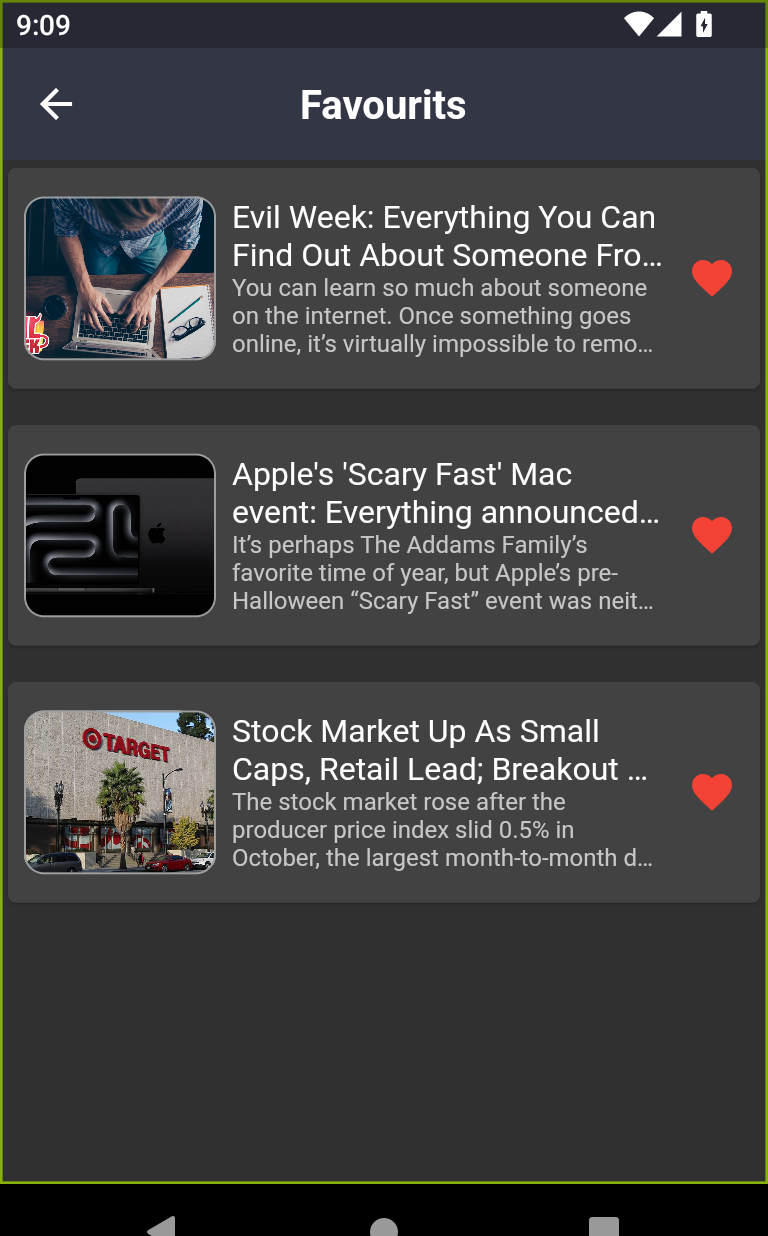 9:09
Favourits
Evil Week: Everything You Can
Find Out About Someone Fro…
You can learn so much about someone
on the internet. Once something goes
online, it’s virtually impossible to remo…
Apple's 'Scary Fast' Mac
event: Everything announced…
It’s perhaps The Addams Family’s
favorite time of year, but Apple’s pre-
Halloween “Scary Fast” event was neit…
TARGET
Stock Market Up As Small
Caps, Retail Lead; Breakout …
The stock market rose after the
producer price index slid 0.5% in
October, the largest month-to-month d…